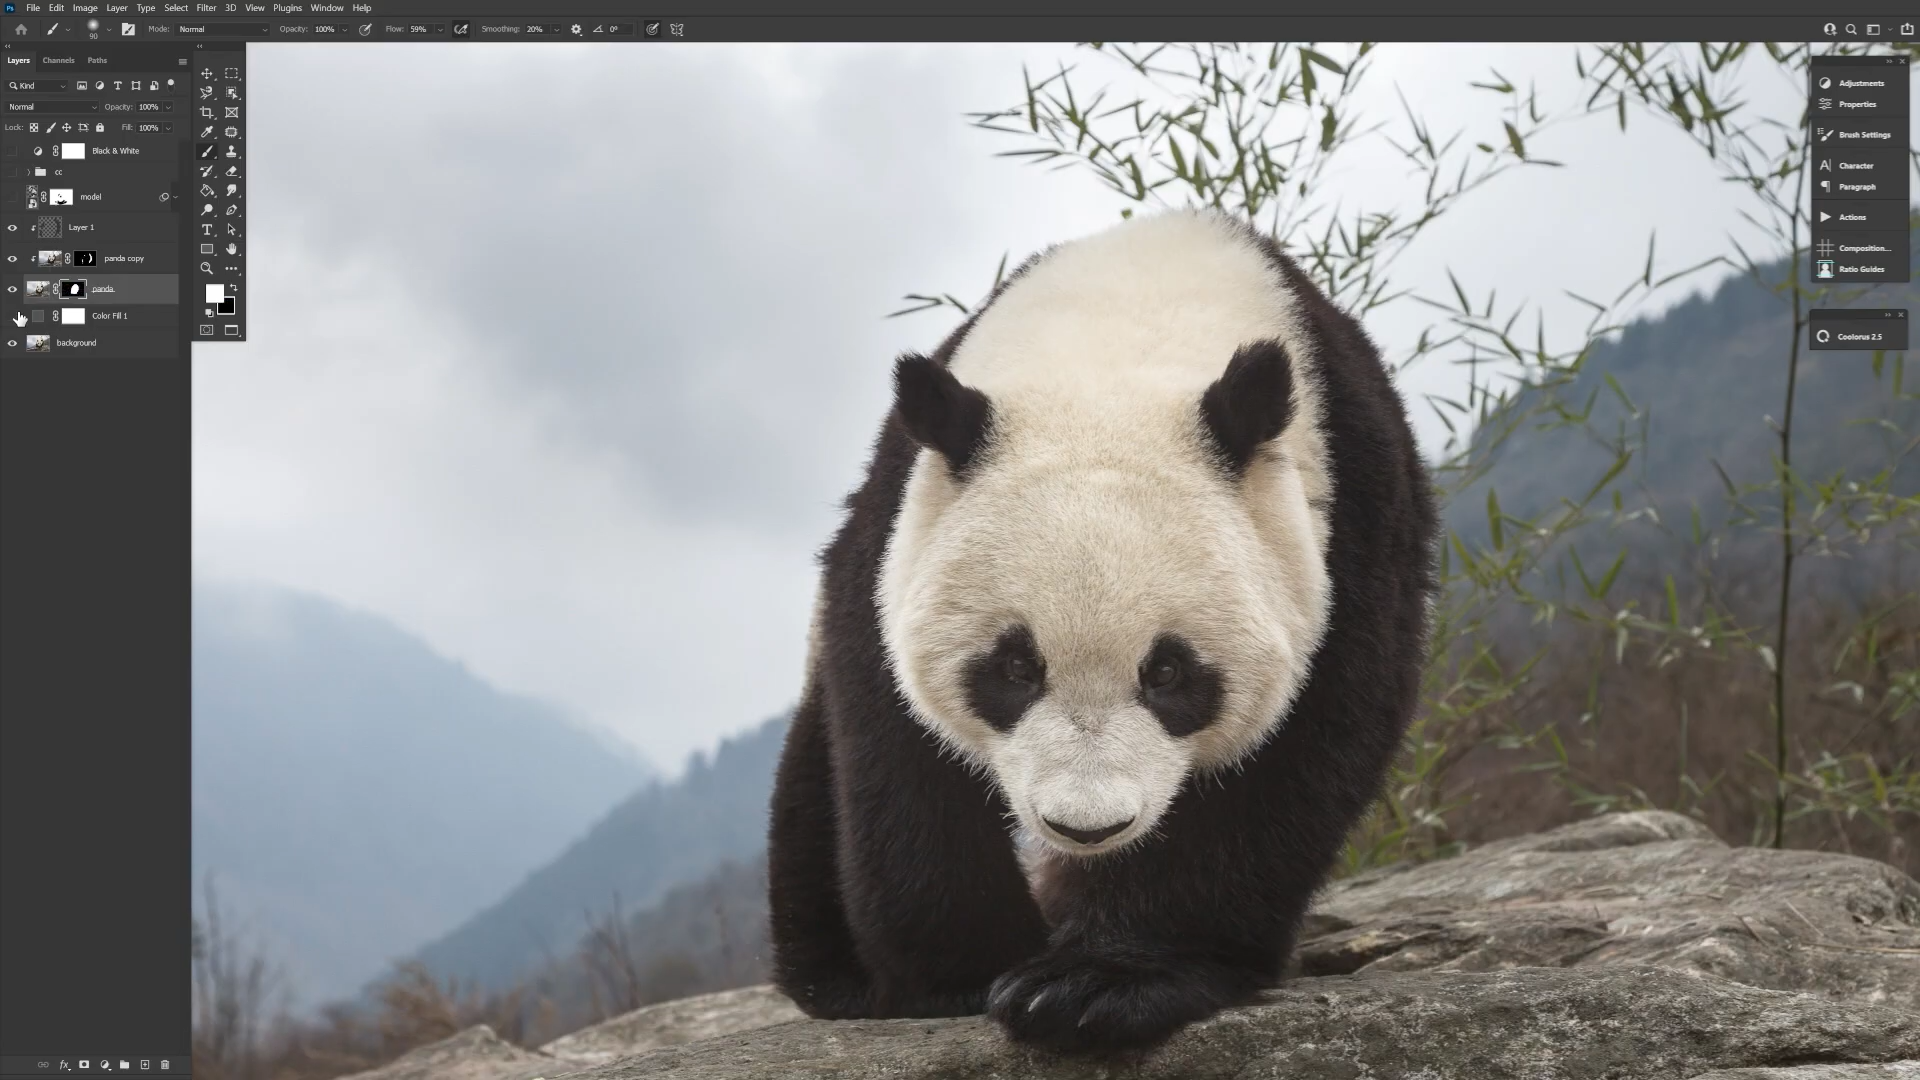 Ps File Edit Image Layer Type Select Filter 3D View Plugins Window Help
90 Mode: Normal Opacity: 100% Flow: 59% Smoothing: 20% 0°
Layers Channels Paths
Kind
Normal Opacity: 100%
Lock: Fill: 100%
Black & White
cc
model
Layer 1
panda copy
panda
Color Fill 1
background
fx
Adjustments
Properties
Brush Settings
Character
Paragraph
Actions
Composition...
Ratio Guides
Coolorus 2.5